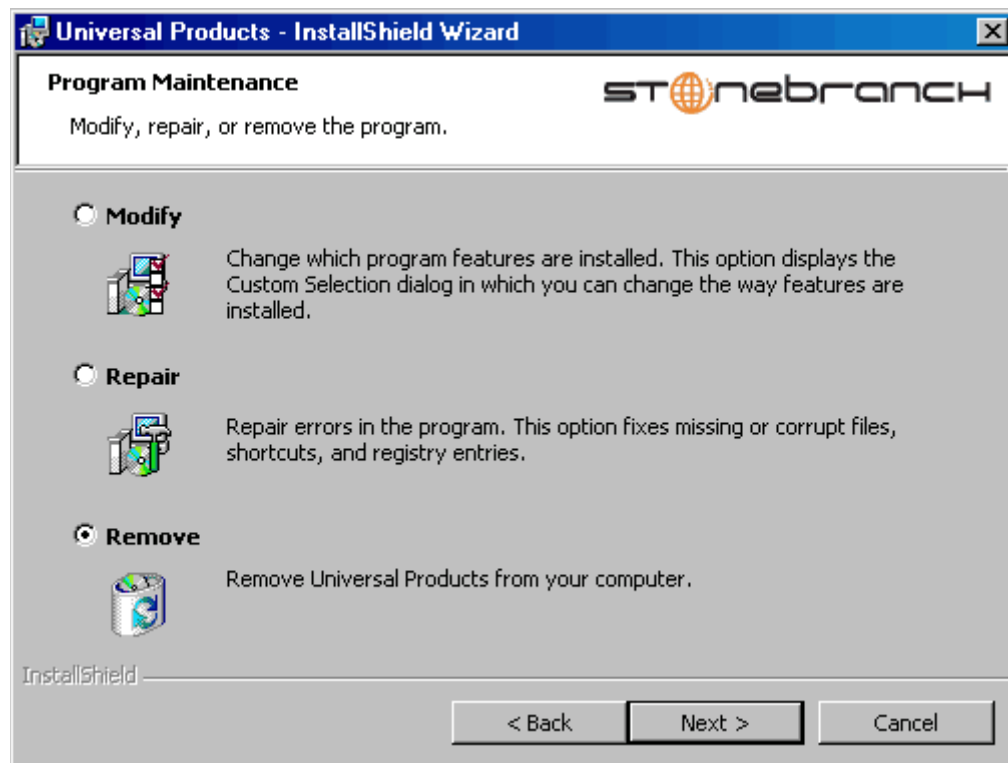 Universal Products - InstallShield Wizard
Program Maintenance
Modify, repair, or remove the program.
stonebranch
Modify
Change which program features are installed. This option displays the
Custom Selection dialog in which you can change the way features are
installed.
Repair
Repair errors in the program. This option fixes missing or corrupt files,
shortcuts, and registry entries.
Remove
Remove Universal Products from your computer.
InstallShield
< Back
Next >
Cancel